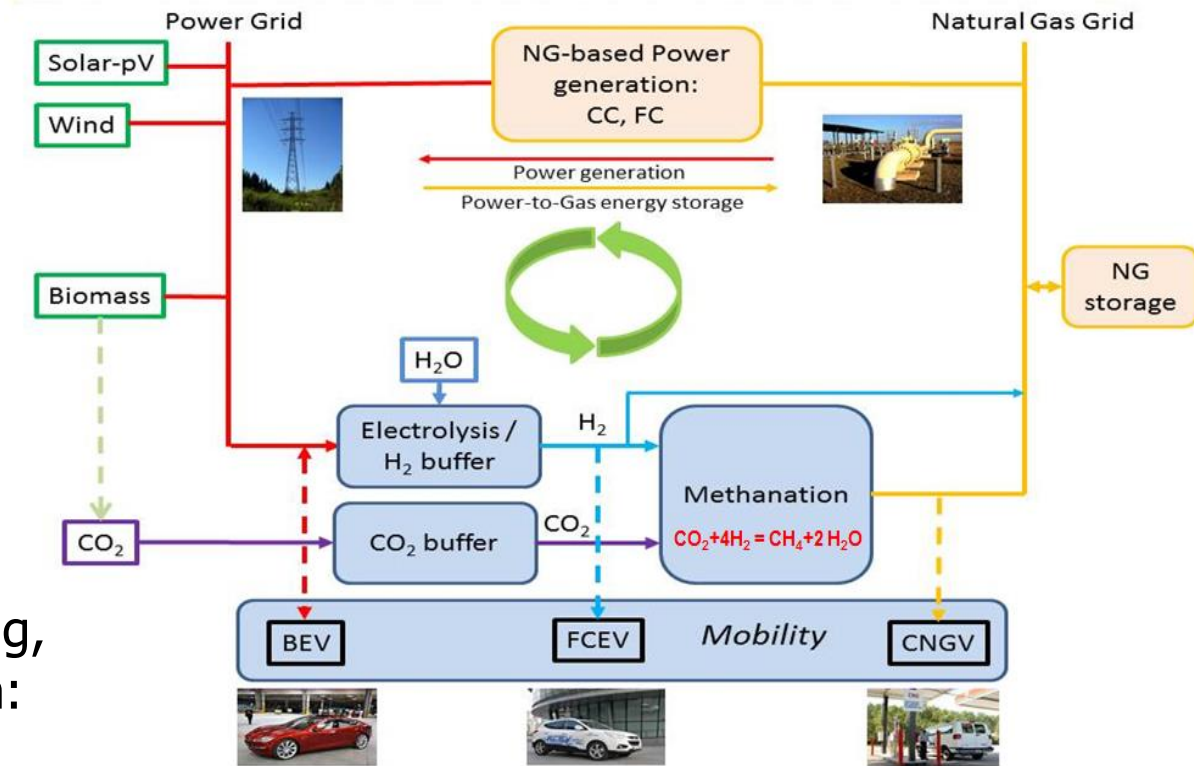 Power Grid
Natural Gas Grid
Solar-pV
Wind
NG-based Power
generation:
CC, FC
Power generation
Power-to-Gas energy storage
Biomass
NG
storage
H₂O
Electrolysis /
H₂ buffer
H₂
Methanation
CO₂+4H₂ = CH₄+2 H₂O
CO₂
CO₂ buffer
CO₂
g,
:
BEV
FCEV
Mobility
CNGV